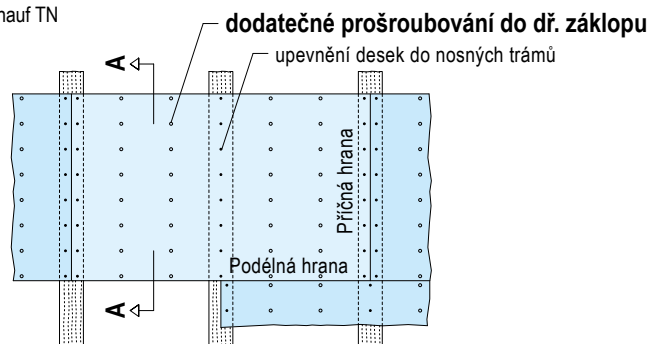 nauf TN
dodatečné prošroubování do dř. záklopu
upevnění desek do nosných trámů
A
Příčná hrana
Podélná hrana
A